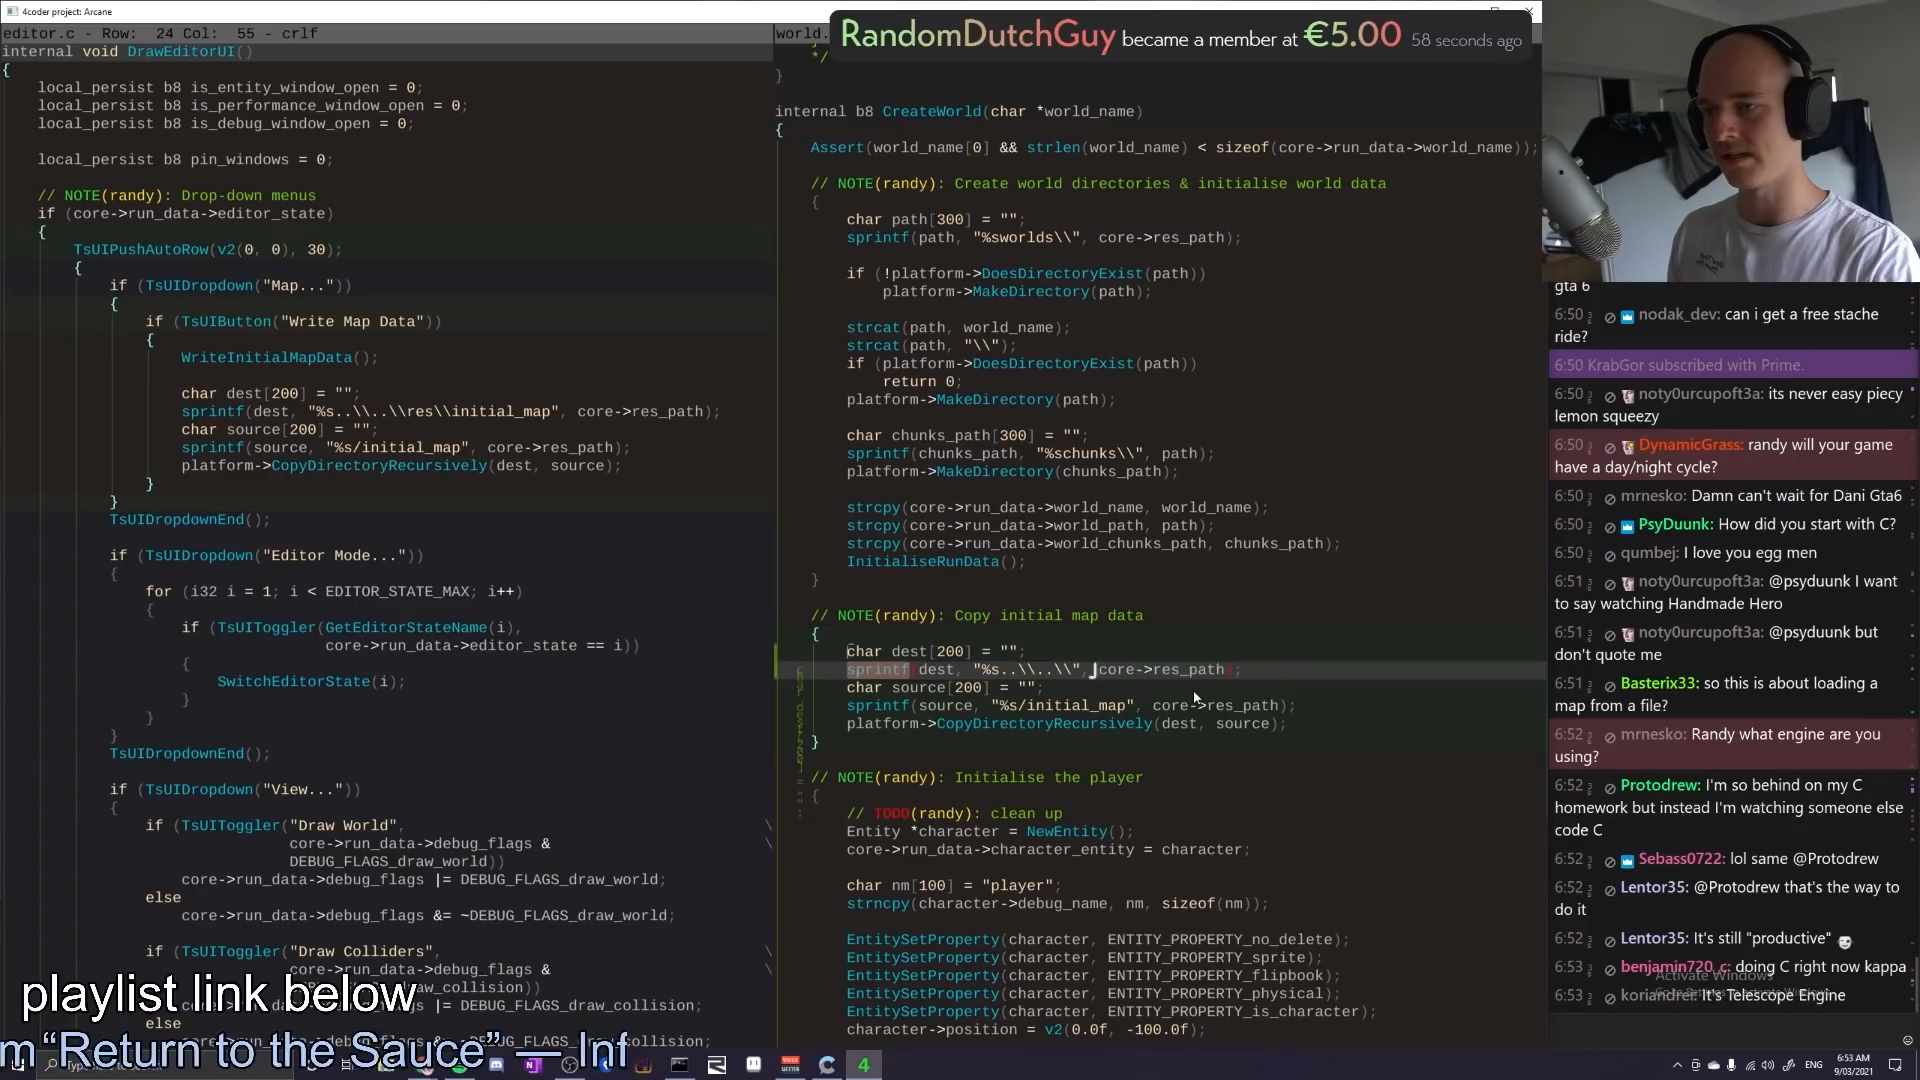 4coder project: Arcane
editor.c - Row: 24 Col: 55 - crlf
internal void DrawEditorUI()
{
local_persist b8 is_entity_window_open = 0;
local_persist b8 is_performance_window_open = 0;
local_persist b8 is_debug_window_open = 0;
local_persist b8 pin_windows = 0;
// NOTE(randy): Drop-down menus
if (core->run_data->editor_state)
{
TsUIPushAutoRow(v2(0, 0), 30);
{
if (TsUIDropdown("Map..."))
{
if (TsUIButton("Write Map Data"))
{
WriteInitialMapData();
char dest[200] = "";
sprintf(dest, "%s..\\..\\res\\initial_map", core->res_path);
char source[200] = "";
sprintf(source, "%s/initial_map", core->res_path);
platform->CopyDirectoryRecursively(dest, source);
}
}
TsUIDropdownEnd();
if (TsUIDropdown("Editor Mode..."))
{
for (i32 i = 1; i < EDITOR_STATE_MAX; i++)
{
if (TsUIToggler(GetEditorStateName(i),
core->run_data->editor_state == i))
{
SwitchEditorState(i);
}
}
}
TsUIDropdownEnd();
if (TsUIDropdown("View..."))
{
if (TsUIToggler("Draw World", \
core->run_data->debug_flags & \
DEBUG_FLAGS_draw_world))
core->run_data->debug_flags |= DEBUG_FLAGS_draw_world;
else
core->run_data->debug_flags &= ~DEBUG_FLAGS_draw_world;
if (TsUIToggler("Draw Colliders", \
core->run_data->debug_flags & \
else
playlist link below
m “Return to the Sauce” — Inf
world.
*/
}
internal b8 CreateWorld(char *world_name)
{
Assert(world_name[0] && strlen(world_name) < sizeof(core->run_data->world_name));
// NOTE(randy): Create world directories & initialise world data
{
char path[300] = "";
sprintf(path, "%sworlds\\", core->res_path);
if (!platform->DoesDirectoryExist(path))
platform->MakeDirectory(path);
strcat(path, world_name);
strcat(path, "\\");
if (platform->DoesDirectoryExist(path))
return 0;
platform->MakeDirectory(path);
char chunks_path[300] = "";
sprintf(chunks_path, "%schunks\\", path);
platform->MakeDirectory(chunks_path);
strcpy(core->run_data->world_name, world_name);
strcpy(core->run_data->world_path, path);
strcpy(core->run_data->world_chunks_path, chunks_path);
InitialiseRunData();
}
// NOTE(randy): Copy initial map data
{
char dest[200] = "";
sprintf(dest, "%s..\\..\\", core->res_path);
char source[200] = "";
sprintf(source, "%s/initial_map", core->res_path);
platform->CopyDirectoryRecursively(dest, source);
}
// NOTE(randy): Initialise the player
{
// TODO(randy): clean up
Entity *character = NewEntity();
core->run_data->character_entity = character;
char nm[100] = "player";
strncpy(character->debug_name, nm, sizeof(nm));
EntitySetProperty(character, ENTITY_PROPERTY_no_delete);
EntitySetProperty(character, ENTITY_PROPERTY_sprite);
EntitySetProperty(character, ENTITY_PROPERTY_flipbook);
EntitySetProperty(character, ENTITY_PROPERTY_physical);
EntitySetProperty(character, ENTITY_PROPERTY_is_character);
character->position = v2(0.0f, -100.0f);
RandomDutchGuy became a member at €5.00 58 seconds ago
gta 6
6:50 nodak_dev: can i get a free stache
ride?
6:50 KrabGor subscribed with Prime.
6:50 noty0urcupoft3a: its never easy piecy
lemon squeezy
6:50 DynamicGrass: randy will your game
have a day/night cycle?
6:50 mrnesko: Damn can't wait for Dani Gta6
6:50 PsyDuunk: How did you start with C?
6:50 qumbej: I love you egg men
6:51 noty0urcupoft3a: @psyduunk I want
to say watching Handmade Hero
6:51 noty0urcupoft3a: @psyduunk but
don't quote me
6:51 Basterix33: so this is about loading a
map from a file?
6:52 mrnesko: Randy what engine are you
using?
6:52 Protodrew: I'm so behind on my C
homework but instead I'm watching someone else
code C
6:52 Sebass0722: lol same @Protodrew
6:52 Lentor35: @Protodrew that's the way to
do it
6:52 Lentor35: It's still "productive"
6:53 benjamin720_c: doing C right now kappa
Activate Windows
6:53 koriandrei: It's Telescope Engine
ENG
6:53 AM
9/03/2021